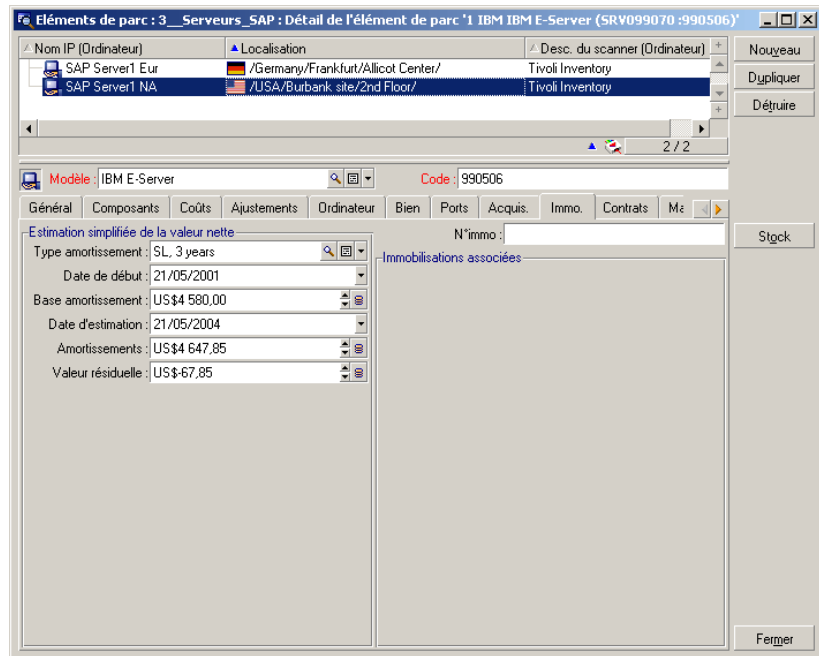 Eléments de parc : 3__Serveurs_SAP : Détail de l'élément de parc '1 IBM IBM E-Server (SRV099070 :990506)'
Nom IP (Ordinateur) Localisation Desc. du scanner (Ordinateur)
SAP Server1 Eur /Germany/Frankfurt/Allicot Center/ Tivoli Inventory
SAP Server1 NA /USA/Burbank site/2nd Floor/ Tivoli Inventory
2 / 2
Nouveau
Dupliquer
Détruire
Modèle : IBM E-Server Code : 990506
Général Composants Coûts Ajustements Ordinateur Bien Ports Acquis. Immo. Contrats Ma
Estimation simplifiée de la valeur nette
Type amortissement : SL, 3 years
Date de début : 21/05/2001
Base amortissement : US$4 580,00
Date d'estimation : 21/05/2004
Amortissements : US$4 647,85
Valeur résiduelle : US$-67,85
N°immo :
Immobilisations associées
Stock
Fermer